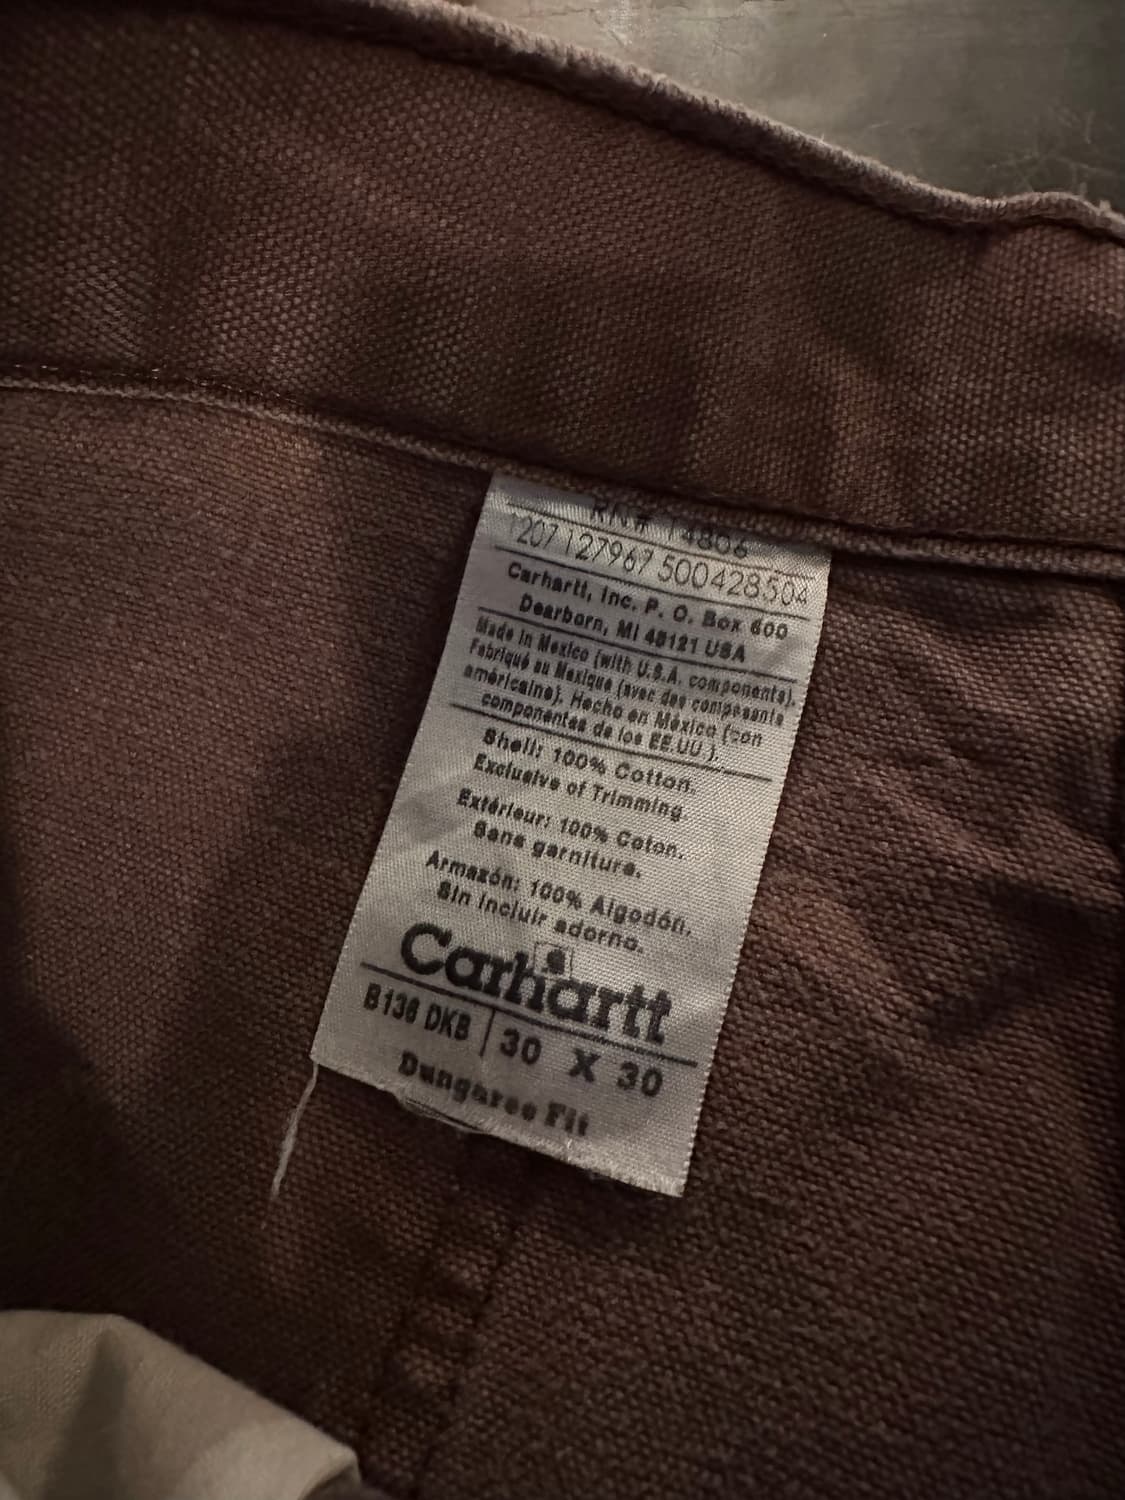 RN# 14806
1207 127967 500428504
Carhartt, Inc. P. O. Box 600
Dearborn, MI 48121 USA
Made in Mexico (with U.S.A. components).
Fabriqué au Mexique (avec des composants
américains). Hecho en México (con
componentes de los EE.UU.).
Shell: 100% Cotton.
Exclusive of Trimming.
Extérieur: 100% Coton.
Sans garniture.
Armazón: 100% Algodón.
Sin incluir adorno.
Carhartt
B136 DKB | 30 X 30
Dungaree Fit